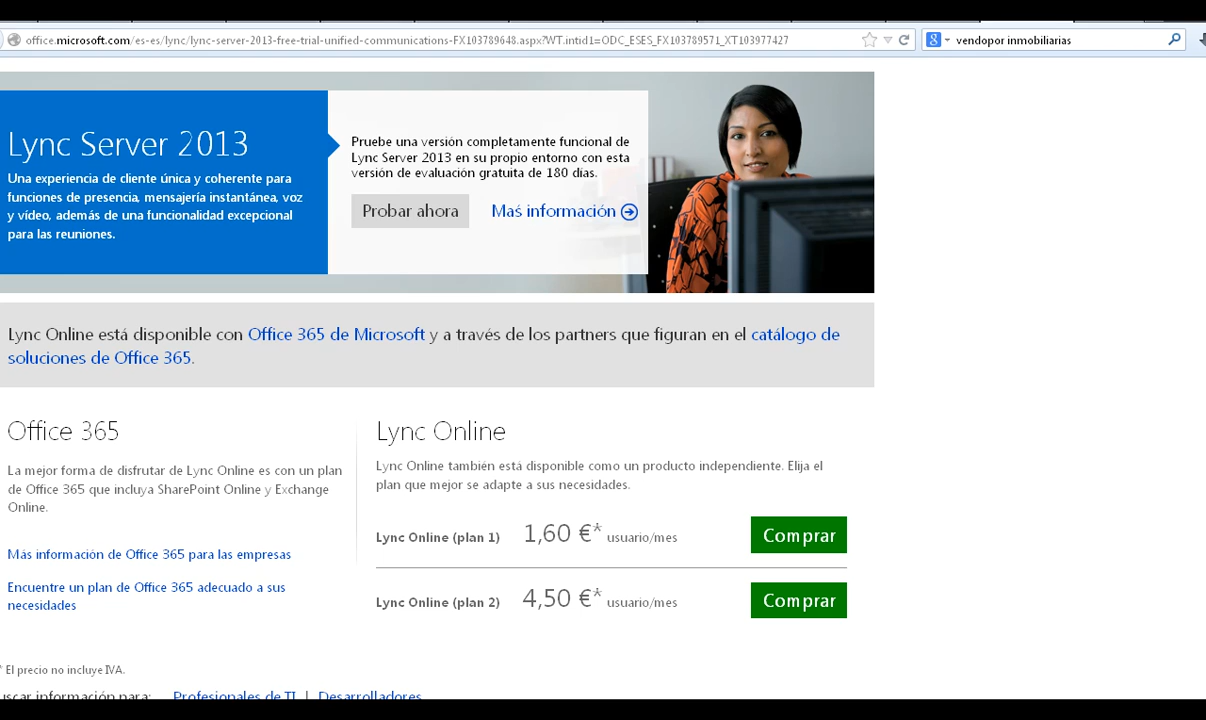 office.microsoft.com/es-es/lync/lync-server-2013-free-trial-unified-communications-FX103789648.aspx?WT.intid1=ODC_ESES_FX103789571_XT103977427
vendopor inmobiliarias
Lync Server 2013
Una experiencia de cliente única y coherente para
funciones de presencia, mensajería instantánea, voz
y vídeo, además de una funcionalidad excepcional
para las reuniones.
Pruebe una versión completamente funcional de
Lync Server 2013 en su propio entorno con esta
versión de evaluación gratuita de 180 días.
Probar ahora
Maś información
Lync Online está disponible con Office 365 de Microsoft y a través de los partners que figuran en el catálogo de
soluciones de Office 365.
Office 365
La mejor forma de disfrutar de Lync Online es con un plan
de Office 365 que incluya SharePoint Online y Exchange
Online.
Más información de Office 365 para las empresas
Encuentre un plan de Office 365 adecuado a sus
necesidades
Lync Online
Lync Online también está disponible como un producto independiente. Elija el
plan que mejor se adapte a sus necesidades.
Lync Online (plan 1) 1,60 €* usuario/mes Comprar
Lync Online (plan 2) 4,50 €* usuario/mes Comprar
* El precio no incluye IVA.
uscar información para: Profesionales de TI | Desarrolladores